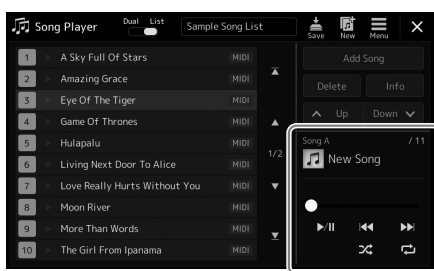 Song Player
Dual List
Sample Song List
Save
New
Menu
1 A Sky Full Of Stars MIDI
2 Amazing Grace MIDI
3 Eye Of The Tiger MIDI
4 Game Of Thrones MIDI
5 Hulapalu MIDI
6 Living Next Door To Alice MIDI
7 Love Really Hurts Without You MIDI
8 Moon River MIDI
9 More Than Words MIDI
10 The Girl From Ipanama MIDI
1/2
Add Song
Delete Info
Up Down
Song A / 11
New Song